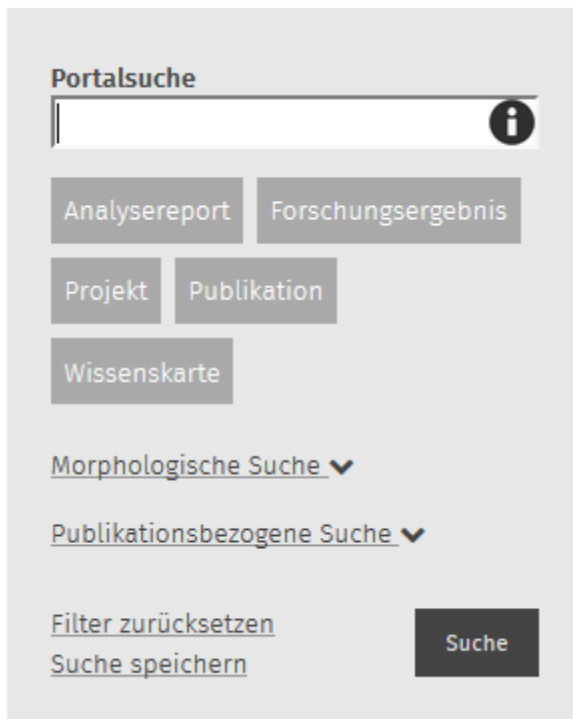 Portalsuche
Analysereport Forschungsergebnis
Projekt Publikation
Wissenskarte
Morphologische Suche
Publikationsbezogene Suche
Filter zurücksetzen
Suche speichern
Suche